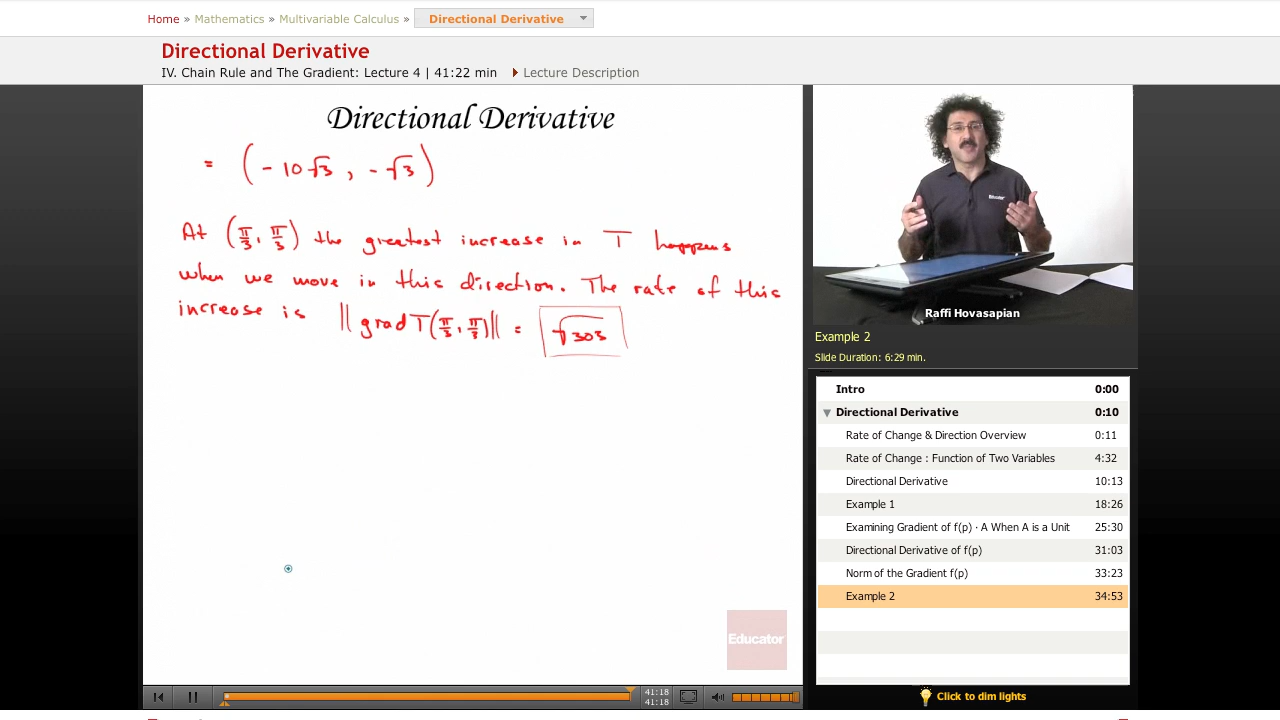 Home » Mathematics » Multivariable Calculus » Directional Derivative
Directional Derivative
IV. Chain Rule and The Gradient: Lecture 4 | 41:22 min Lecture Description
Directional Derivative
= (-10√3, -√3)
At (π/3, π/3) the greatest increase in T happens
when we move in this direction. The rate of this
increase is ||grad T(π/3, π/3)|| = √303
Educator
Raffi Hovasapian
Example 2
Slide Duration: 6:29 min.
Intro 0:00
Directional Derivative 0:10
Rate of Change & Direction Overview 0:11
Rate of Change : Function of Two Variables 4:32
Directional Derivative 10:13
Example 1 18:26
Examining Gradient of f(p) · A When A is a Unit 25:30
Directional Derivative of f(p) 31:03
Norm of the Gradient f(p) 33:23
Example 2 34:53
Educator
41:18
41:18
Click to dim lights